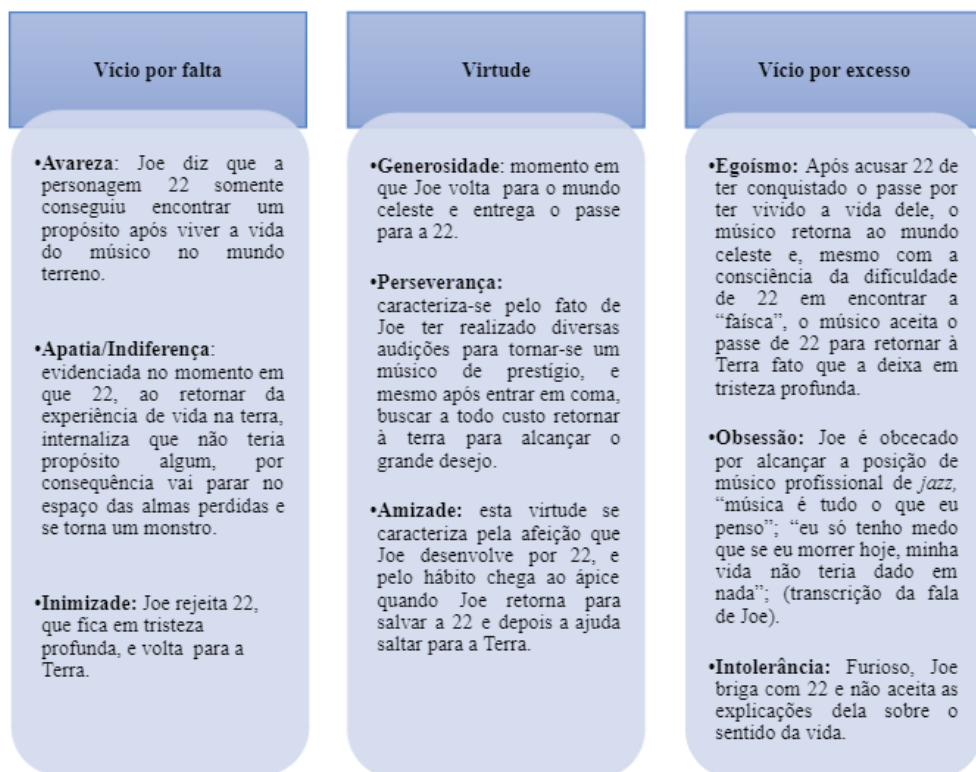 Vício por falta
•Avareza: Joe diz que a
personagem 22 somente
conseguiu encontrar um
propósito após viver a vida
do músico no mundo
terreno.
•Apatia/Indiferença:
evidenciada no momento em
que 22, ao retornar da
experiência de vida na terra,
internaliza que não teria
propósito algum, por
consequência vai parar no
espaço das almas perdidas e
se torna um monstro.
•Inimizade: Joe rejeita 22,
que fica em tristeza
profunda, e volta para a
Terra.
Virtude
•Generosidade: momento em
que Joe volta para o mundo
celeste e entrega o passe
para a 22.
•Perseverança:
caracteriza-se pelo fato de
Joe ter realizado diversas
audições para tornar-se um
músico de prestígio, e
mesmo após entrar em coma,
buscar a todo custo retornar
à terra para alcançar o
grande desejo.
•Amizade: esta virtude se
caracteriza pela afeição que
Joe desenvolve por 22, e
pelo hábito chega ao ápice
quando Joe retorna para
salvar a 22 e depois a ajuda
saltar para a Terra.
Vício por excesso
•Egoísmo: Após acusar 22 de
ter conquistado o passe por
ter vivido a vida dele, o
músico retorna ao mundo
celeste e, mesmo com a
consciência da dificuldade
de 22 em encontrar a
“faísca”, o músico aceita o
passe de 22 para retornar à
Terra fato que a deixa em
tristeza profunda.
•Obsessão: Joe é obcecado
por alcançar a posição de
músico profissional de jazz,
“música é tudo o que eu
penso”; “eu só tenho medo
que se eu morrer hoje, minha
vida não teria dado em
nada”; (transcrição da fala
de Joe).
•Intolerância: Furioso, Joe
briga com 22 e não aceita as
explicações dela sobre o
sentido da vida.